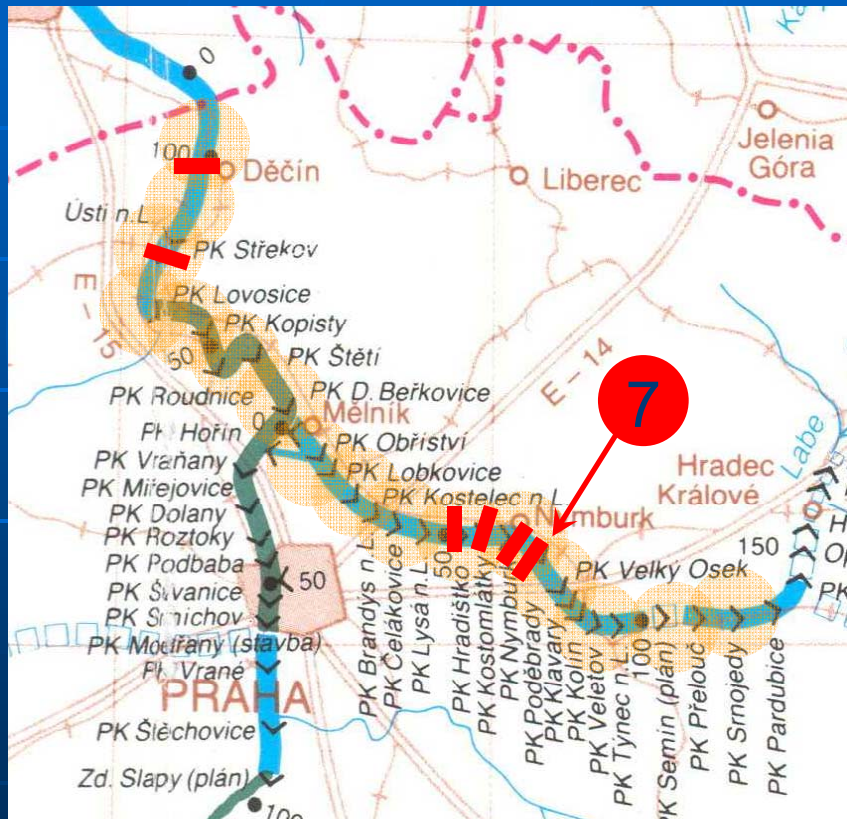 0
100
Děčín
Liberec
Jelenia
Góra
Ústí n.L
PK Střekov
E-15
PK Lovosice
PK Kopisty
50
PK Štětí
E-14
7
PK Roudnice
PK D. Beřkovice
0
Mělník
PK Hořín
PK Obříství
PK Vraňany
PK Lobkovice
Labe
Hradec
Králové
PK Miřejovice
PK Kostelec n.L
Nymburk
PK Dolany
PK Roztoky
50
150
PK Podbaba
50
PK Velký Osek
PK Štvanice
PK Smíchov
PK Modřany (stavba)
PK Vrané
PRAHA
PK Brandýs n.L.
PK Čelákovice
PK Lysá n.L
PK Hradištko
PK Kostomlátky
PK Nymburk
PK Poděbrady
PK Klavary
PK Kolín
PK Veletov
PK Týnec n.L.
100
PK Semín (plán)
PK Přelouč
PK Srnojedy
PK Pardubice
PK Štěchovice
Zd. Slapy (plán)
100